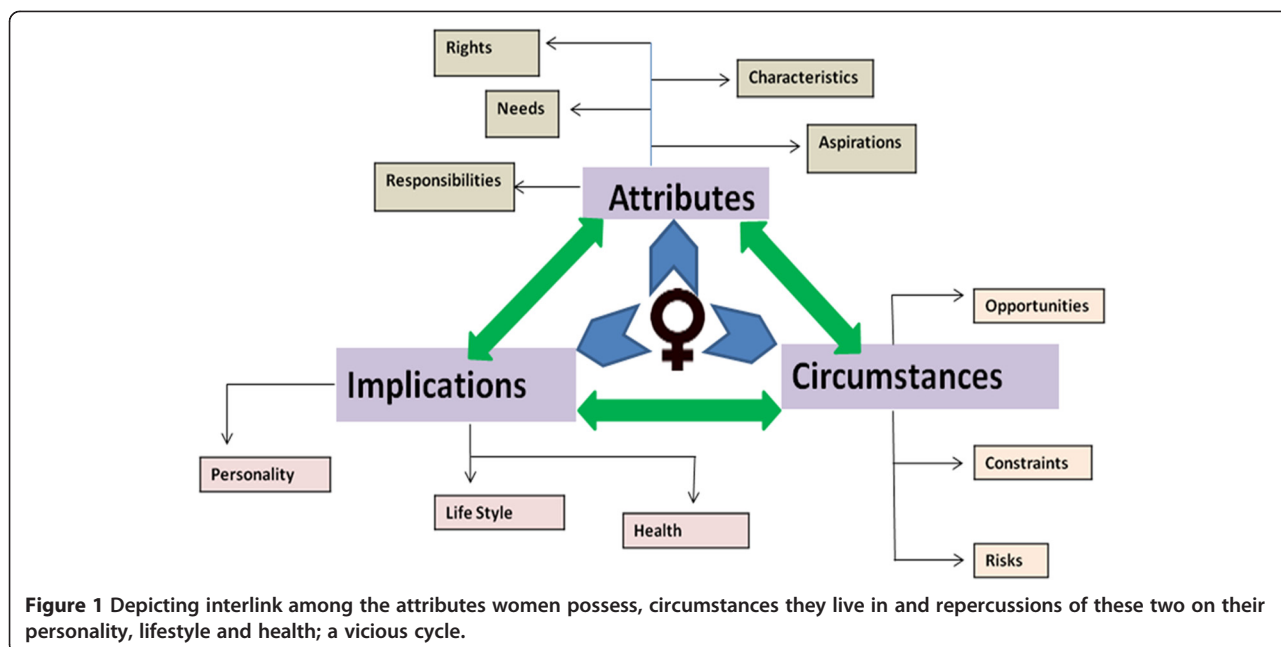 Rights
Characteristics
Needs
Aspirations
Responsibilities
Attributes
Opportunities
Implications
Circumstances
Personality
Constraints
Life Style
Health
Risks
Figure 1 Depicting interlink among the attributes women possess, circumstances they live in and repercussions of these two on their
personality, lifestyle and health; a vicious cycle.